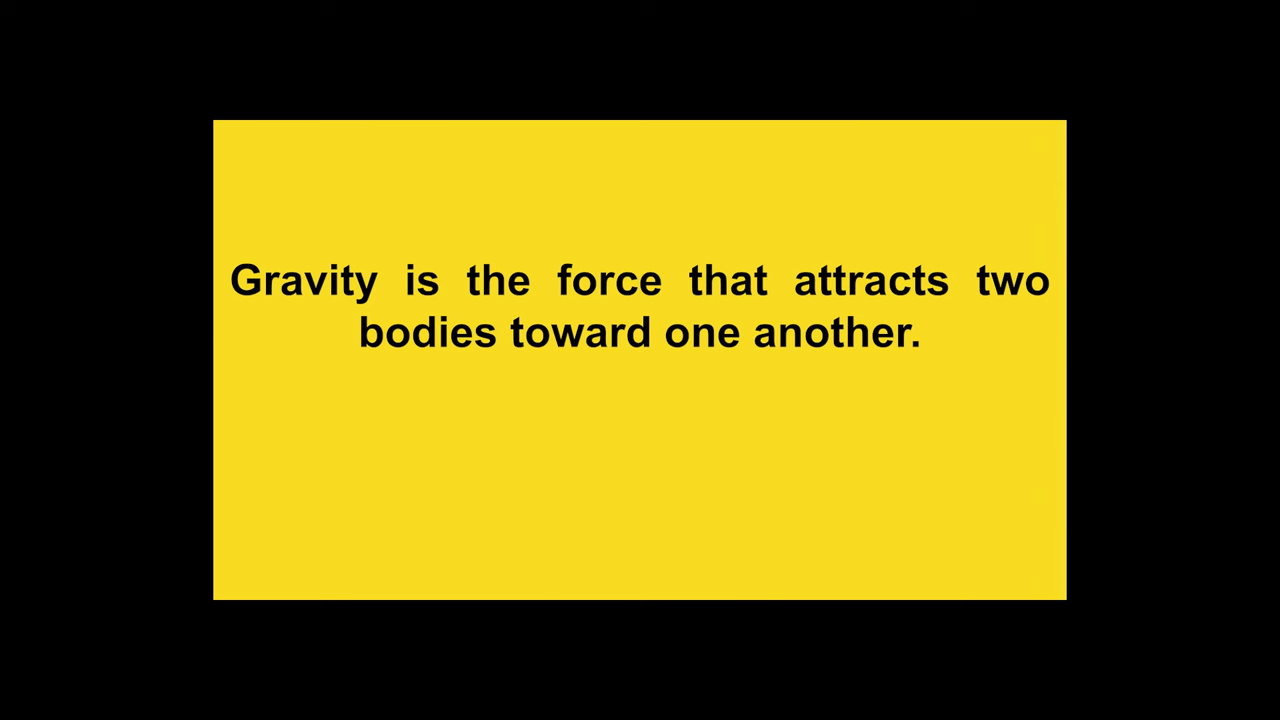 Gravity is the force that attracts two
bodies toward one another.